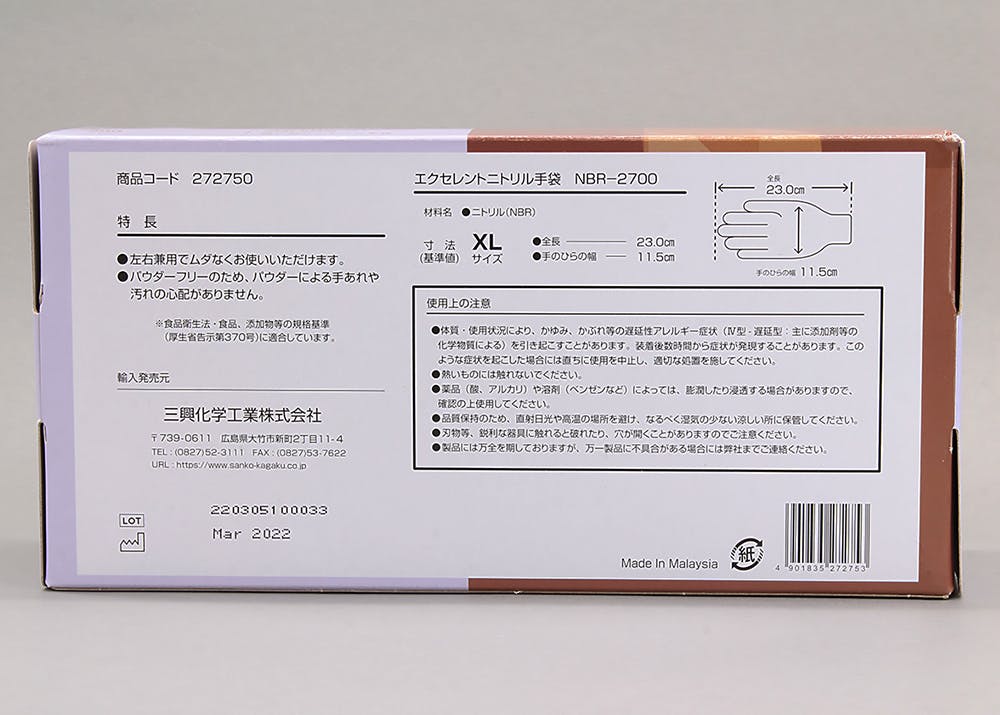 商品コード 272750
特 長
●左右兼用でムダなくお使いいただけます。
●パウダーフリーのため、パウダーによる手あれや
汚れの心配がありません。
※食品衛生法・食品、添加物等の規格基準
(厚生省告示第370号)に適合しています。
輸入発売元
三興化学工業株式会社
〒739-0611 広島県大竹市新町2丁目11-4
TEL:(0827)52-3111 FAX:(0827)53-7622
URL:https://www.sanko-kagaku.co.jp
LOT
220305100033
Mar 2022
エクセレントニトリル手袋 NBR-2700
材料名 ●ニトリル(NBR)
寸 法
(基準値)
XL
サイズ
●全長 23.0cm
●手のひらの幅 11.5cm
全長
23.0cm
手のひらの幅 11.5cm
使用上の注意
●体質・使用状況により、かゆみ、かぶれ等の遅延性アレルギー症状(Ⅳ型-遅延型:主に添加剤等の
化学物質による)を引き起こすことがあります。装着後数時間から症状が発現することがあります。この
ような症状を起こした場合には直ちに使用を中止し、適切な処置を施してください。
●熱いものには触れないでください。
●薬品(酸、アルカリ)や溶剤(ベンゼンなど)によっては、膨潤したり浸透する場合がありますので、
確認の上使用してください。
●品質保持のため、直射日光や高温の場所を避け、なるべく湿気の少ない涼しい所に保管してください。
●刃物等、鋭利な器具に触れると破れたり、穴が開くことがありますのでご注意ください。
●製品には万全を期しておりますが、万一製品に不具合がある場合には弊社までご連絡ください。
Made In Malaysia
紙
4 901835 272753